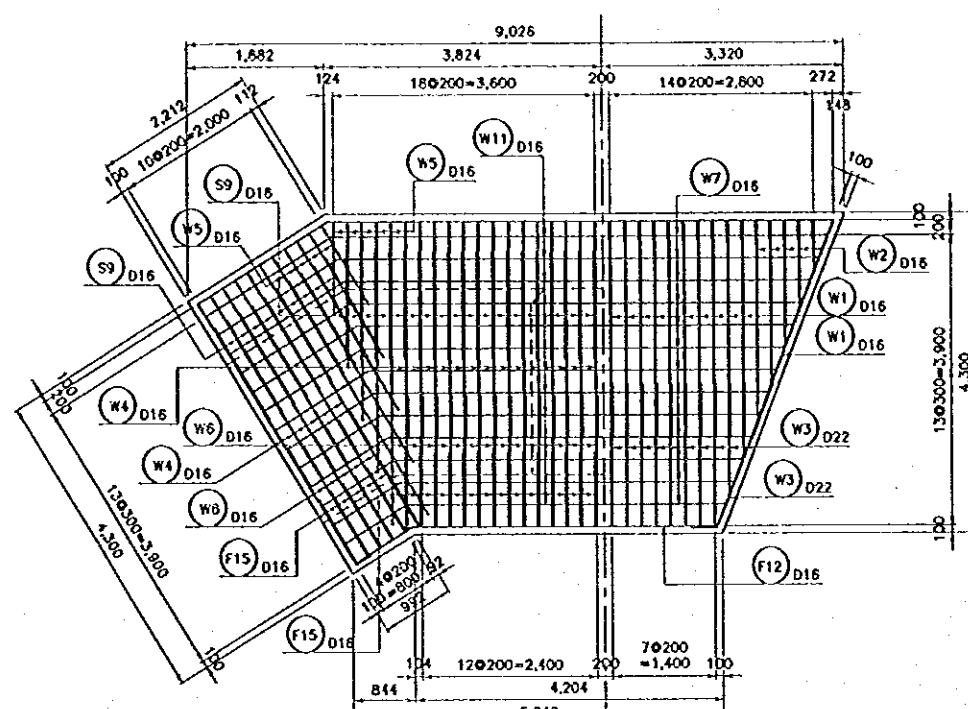 9,026
1,882
3,824
3,320
124
18@200=3,600
200
14@200=2,800
272
148
2,212
112
10@200=2,000
100
100
W11 D16
W5 D16
W7 D16
S9 D16
W5 D16
S9 D16
100
200
W2 D16
W1 D16
W1 D16
13@300=3,900
4,300
100
200
W4 D16
W6 D16
W4 D16
W6 D16
W3 D22
W3 D22
100
13@300=3,900
4,300
F15 D16
4@200
=800
100
92
992
F12 D16
F15 D16
100
104
12@200=2,400
200
7@200
=1,400
100
844
4,204